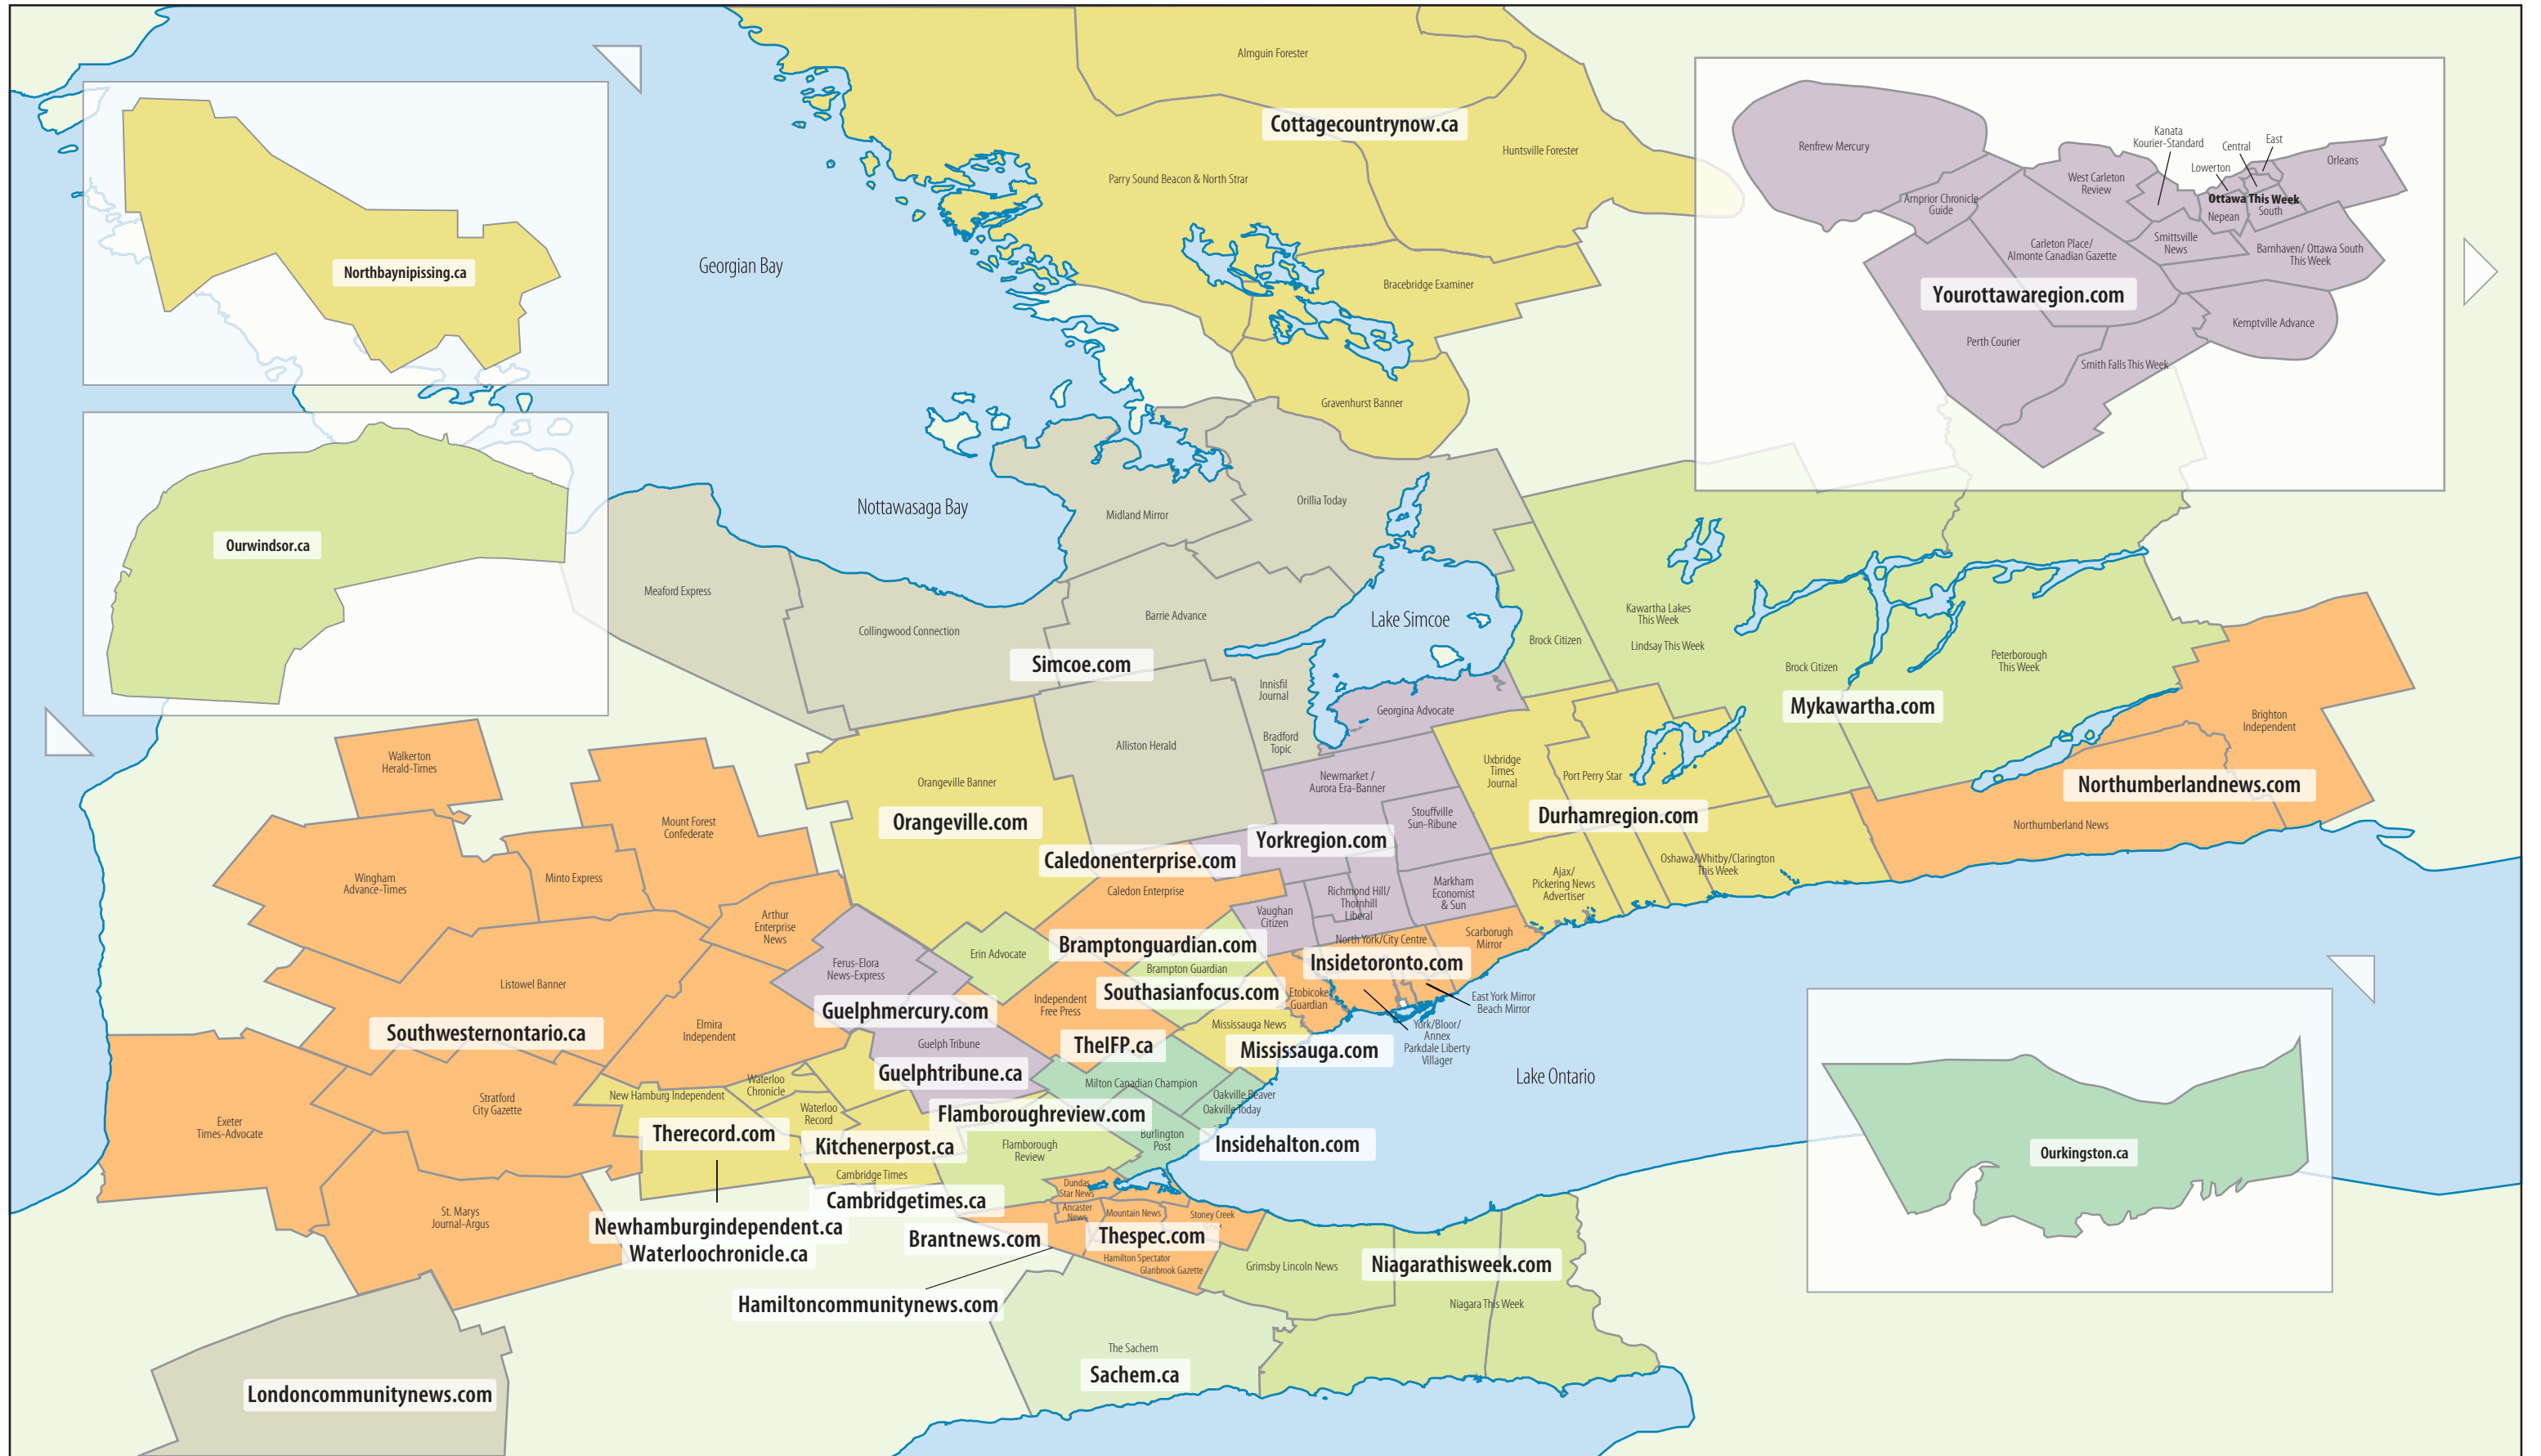 Almguin Forester
Cottagecountrynow.ca
Huntsville Forester
Parry Sound Beacon & North Strar
Bracebridge Examiner
Gravenhurst Banner
Georgian Bay
Nottawasaga Bay
Northbaynipissing.ca
Ourwindsor.ca
Renfrew Mercury
Arnprior Chronicle
Guide
West Carleton
Review
Kanata
Kourier-Standard
Lowerton
Central
East
Orleans
Ottawa This Week
Nepean
South
Smittsville
News
Barnhaven/ Ottawa South
This Week
Carleton Place/
Almonte Canadian Gazette
Yourottawaregion.com
Kemptville Advance
Perth Courier
Smith Falls This Week
Midland Mirror
Orillia Today
Meaford Express
Collingwood Connection
Barrie Advance
Simcoe.com
Lake Simcoe
Innisfil
Journal
Bradford
Topic
Alliston Herald
Georgina Advocate
Brock Citizen
Kawartha Lakes
This Week
Lindsay This Week
Brock Citizen
Peterborough
This Week
Mykawartha.com
Brighton
Independent
Northumberlandnews.com
Northumberland News
Uxbridge
Times
Journal
Port Perry Star
Durhamregion.com
Ajax/
Pickering News
Advertiser
Oshawa/Whitby/Clarington
This Week
Newmarket /
Aurora Era-Banner
Stouffville
Sun-Ribune
Yorkregion.com
Vaughan
Citizen
Richmond Hill/
Thornhill
Liberal
Markham
Economist
& Sun
Orangeville Banner
Orangeville.com
Caledonenterprise.com
Caledon Enterprise
Walkerton
Herald-Times
Mount Forest
Confederate
Wingham
Advance-Times
Minto Express
Arthur
Enterprise
News
Listowel Banner
Southwesternontario.ca
Elmira
Independent
Exeter
Times-Advocate
Stratford
City Gazette
St. Marys
Journal-Argus
Londoncommunitynews.com
Ferus-Elora
News-Express
Guelphmercury.com
Guelph Tribune
Guelphtribune.ca
Erin Advocate
Bramptonguardian.com
Brampton Guardian
Southasianfocus.com
Independent
Free Press
TheIFP.ca
Mississauga News
Mississauga.com
North York/City Centre
Scarborough
Mirror
Insidetoronto.com
Etobicoke
Guardian
East York Mirror
Beach Mirror
York/Bloor/
Annex
Parkdale Liberty
Villager
Lake Ontario
Milton Canadian Champion
Oakville Beaver
Oakville Today
Burlington
Post
Insidehalton.com
Flamboroughreview.com
Flamborough
Review
New Hamburg Independent
Waterloo
Chronicle
Waterloo
Record
Therecord.com
Kitchenerpost.ca
Cambridge Times
Cambridgetimes.ca
Newhamburgindependent.ca
Waterloochronicle.ca
Brantnews.com
Dundas
Star News
Ancaster
News
Mountain News
Stoney Creek
News
Thespec.com
Hamilton Spectator
Glanbrook Gazette
Hamiltoncommunitynews.com
Grimsby Lincoln News
Niagarathisweek.com
Niagara This Week
The Sachem
Sachem.ca
Ourkingston.ca